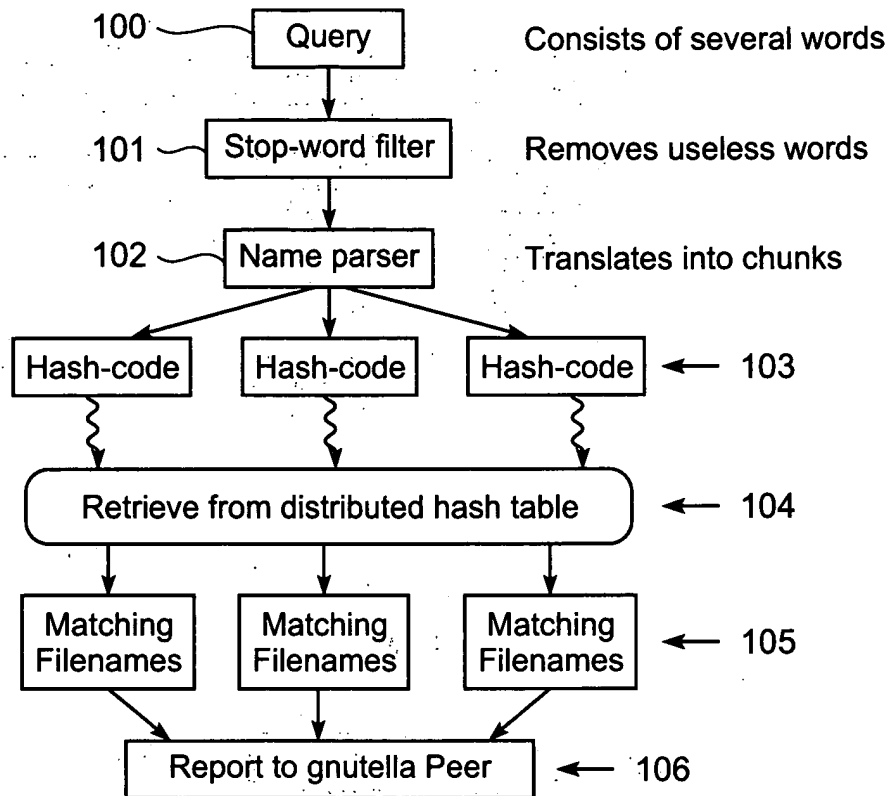 100 Query Consists of several words
101 Stop-word filter Removes useless words
102 Name parser Translates into chunks
Hash-code Hash-code Hash-code 103
Retrieve from distributed hash table 104
Matching Matching Matching
Filenames Filenames Filenames 105
Report to gnutella Peer 106